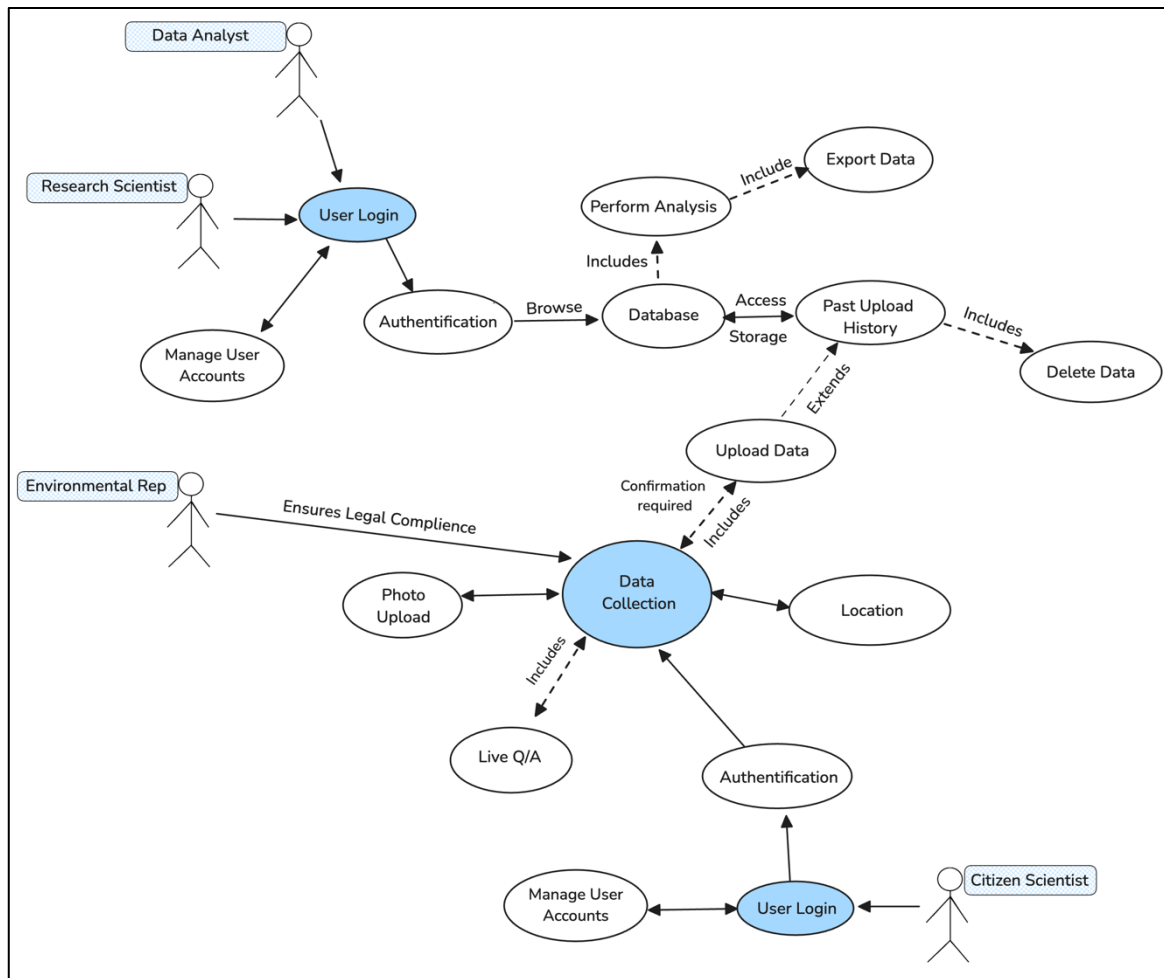 Data Analyst
Research Scientist
User Login
Authentification
Manage User
Accounts
Browse
Database
Includes
Perform Analysis
Include
Export Data
Access
Storage
Past Upload
History
Includes
Delete Data
Extends
Upload Data
Confirmation
required
Includes
Environmental Rep
Ensures Legal Complience
Data
Collection
Photo
Upload
Location
Includes
Live Q/A
Authentification
Manage User
Accounts
User Login
Citizen Scientist